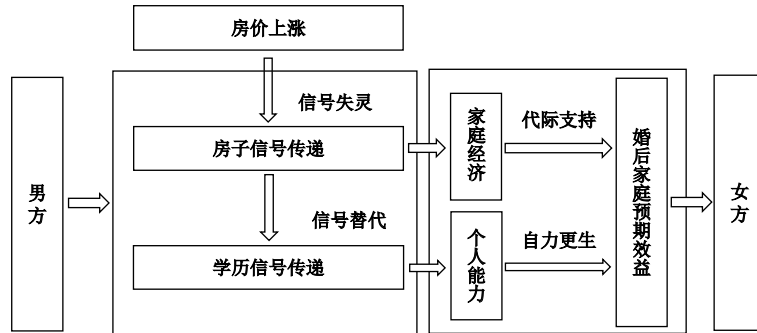 房价上涨
信号失灵
男方
房子信号传递
家庭经济
代际支持
婚后家庭预期效益
女方
信号替代
学历信号传递
个人能力
自力更生